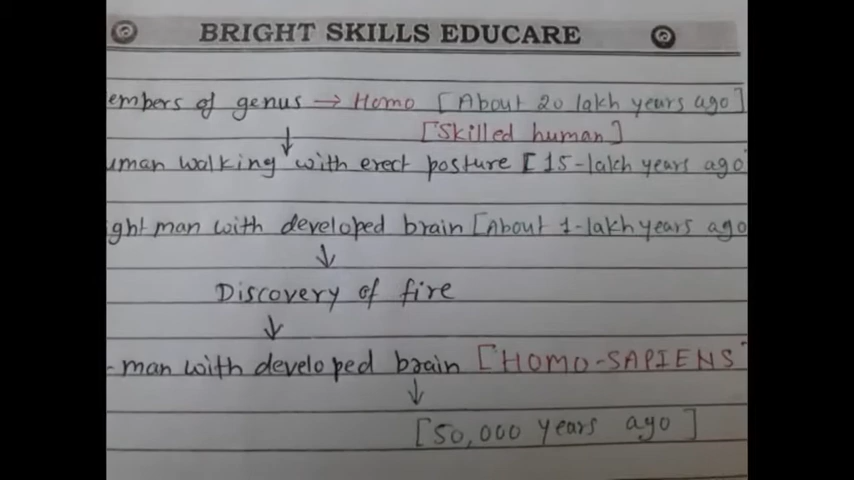 BRIGHT SKILLS EDUCARE
embers of genus → Homo [About 20 lakh years ago]
[Skilled human]
↓
uman walking with erect posture [15-lakh years ago
ght man with developed brain [About 1-lakh years ago
↓
Discovery of fire
↓
- man with developed brain [HOMO-SAPIENS]
↓
[50,000 years ago]